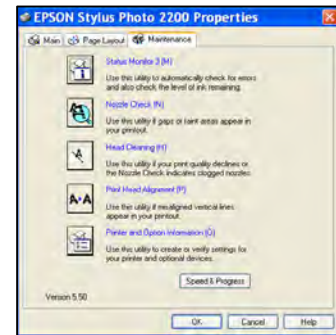 EPSON Stylus Photo 2200 Properties
Main Page Layout Maintenance
Status Monitor 3 (M)
Use this utility to automatically check for errors
and also check the level of ink remaining.
Nozzle Check (N)
Use this utility if gaps or faint areas appear in
your printout.
Head Cleaning (H)
Use this utility if your print quality declines or
the Nozzle Check indicates clogged nozzles.
Print Head Alignment (P)
Use this utility if misaligned vertical lines
appear in your printout.
Printer and Option Information (O)
Use this utility to create or verify settings for
your printer and optional devices.
Speed & Progress
Version 5.50
OK Cancel Help